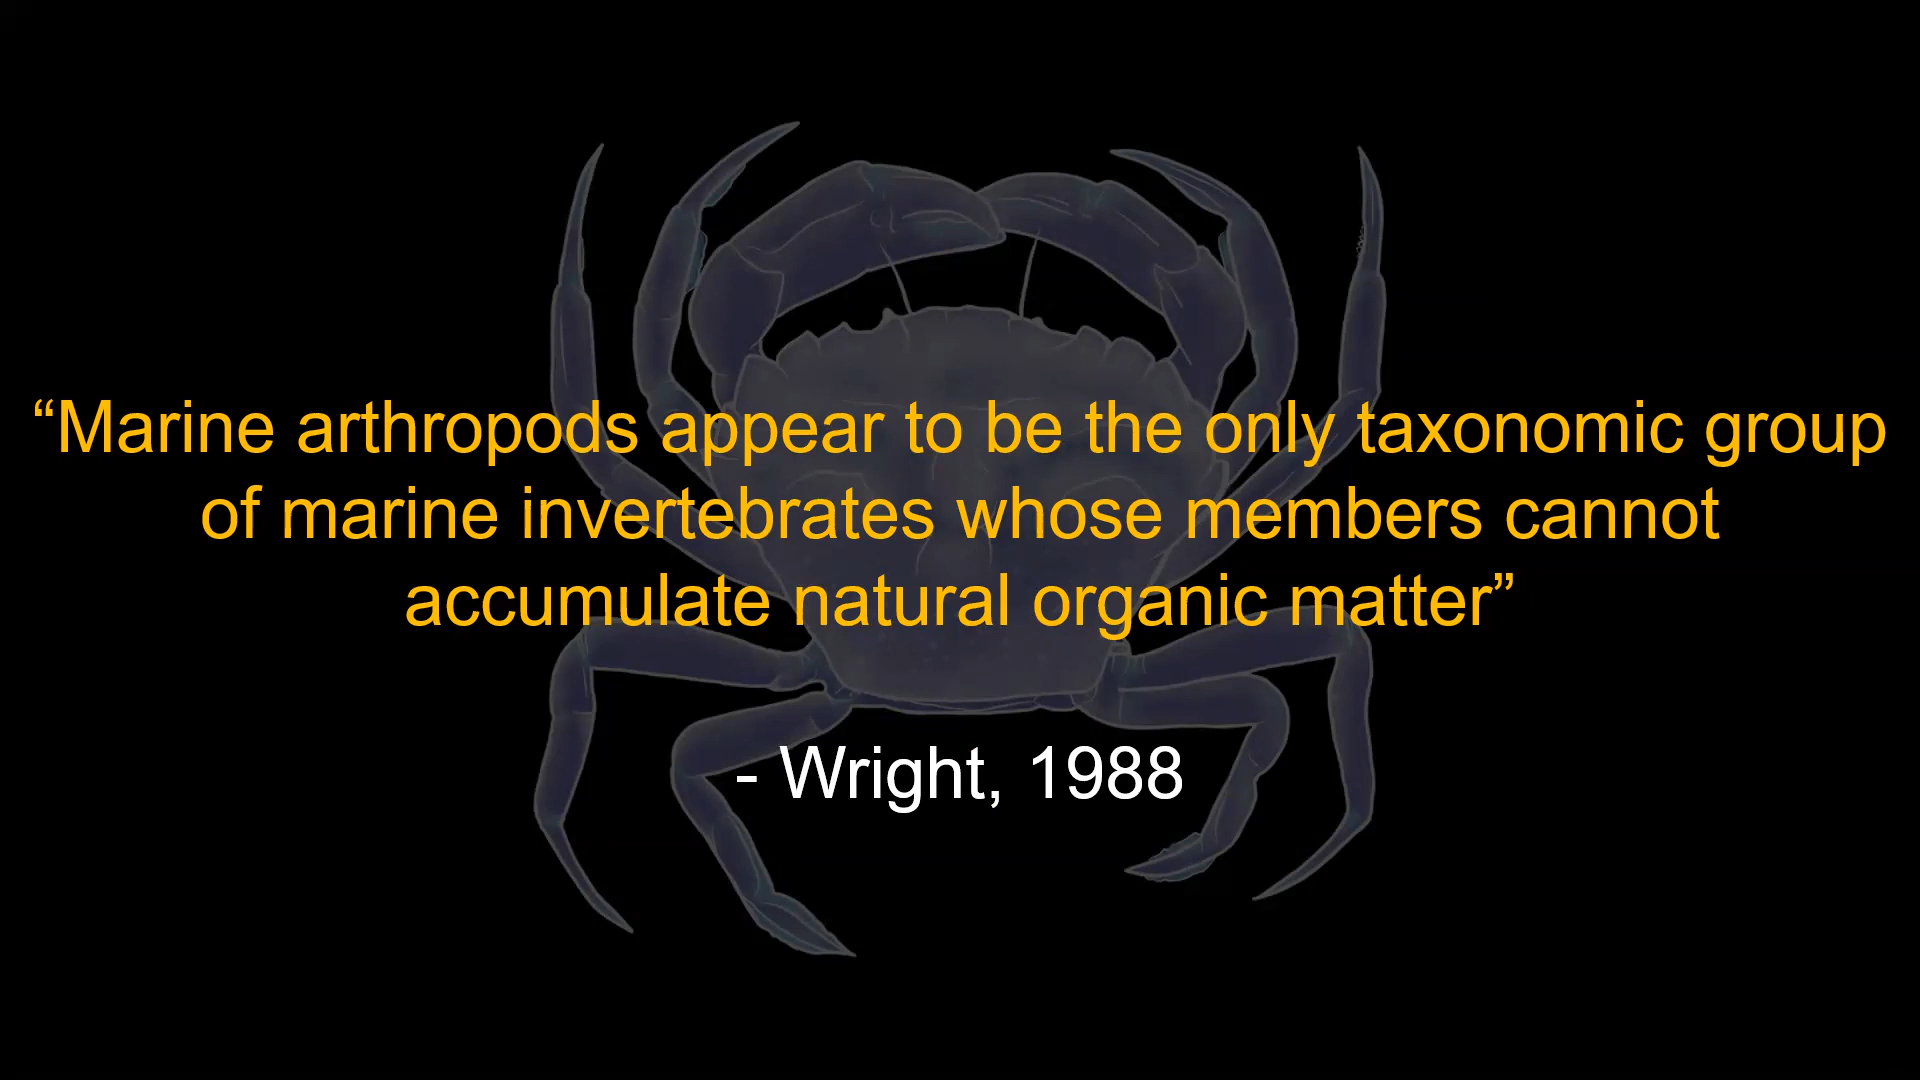 “Marine arthropods appear to be the only taxonomic group
of marine invertebrates whose members cannot
accumulate natural organic matter”
- Wright, 1988